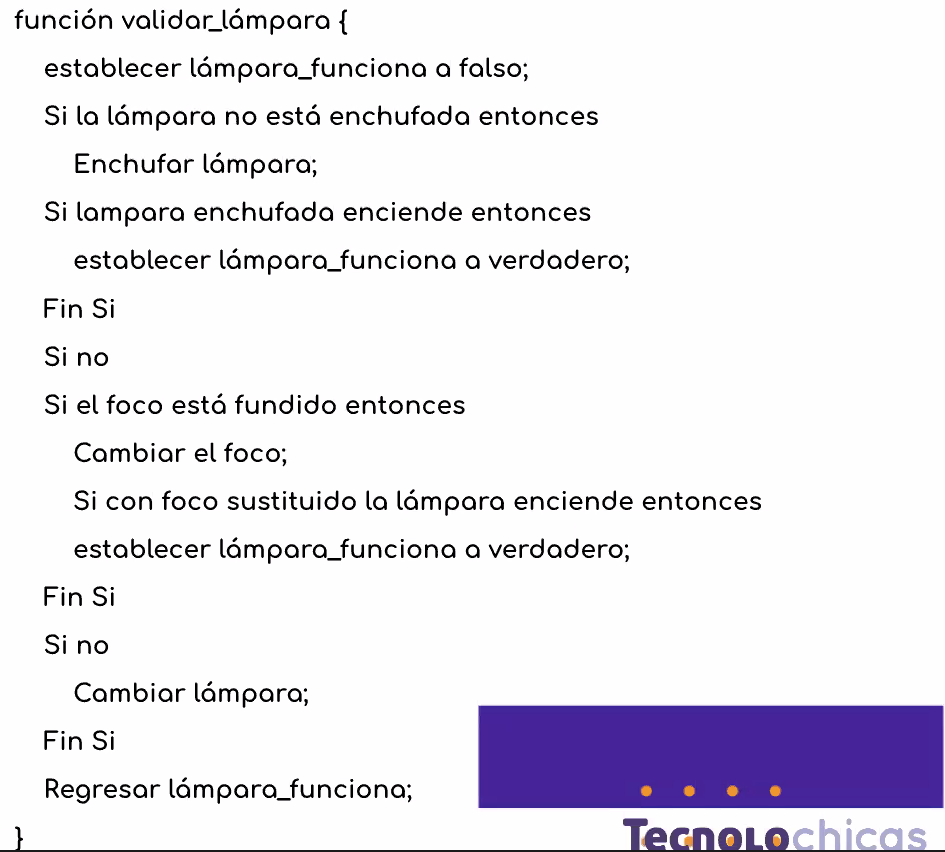 función validar_lámpara {
establecer lámpara_funciona a falso;
Si la lámpara no está enchufada entonces
Enchufar lámpara;
Si lampara enchufada enciende entonces
establecer lámpara_funciona a verdadero;
Fin Si
Si no
Si el foco está fundido entonces
Cambiar el foco;
Si con foco sustituido la lámpara enciende entonces
establecer lámpara_funciona a verdadero;
Fin Si
Si no
Cambiar lámpara;
Fin Si
Regresar lámpara_funciona;
}
Tecnolochicas